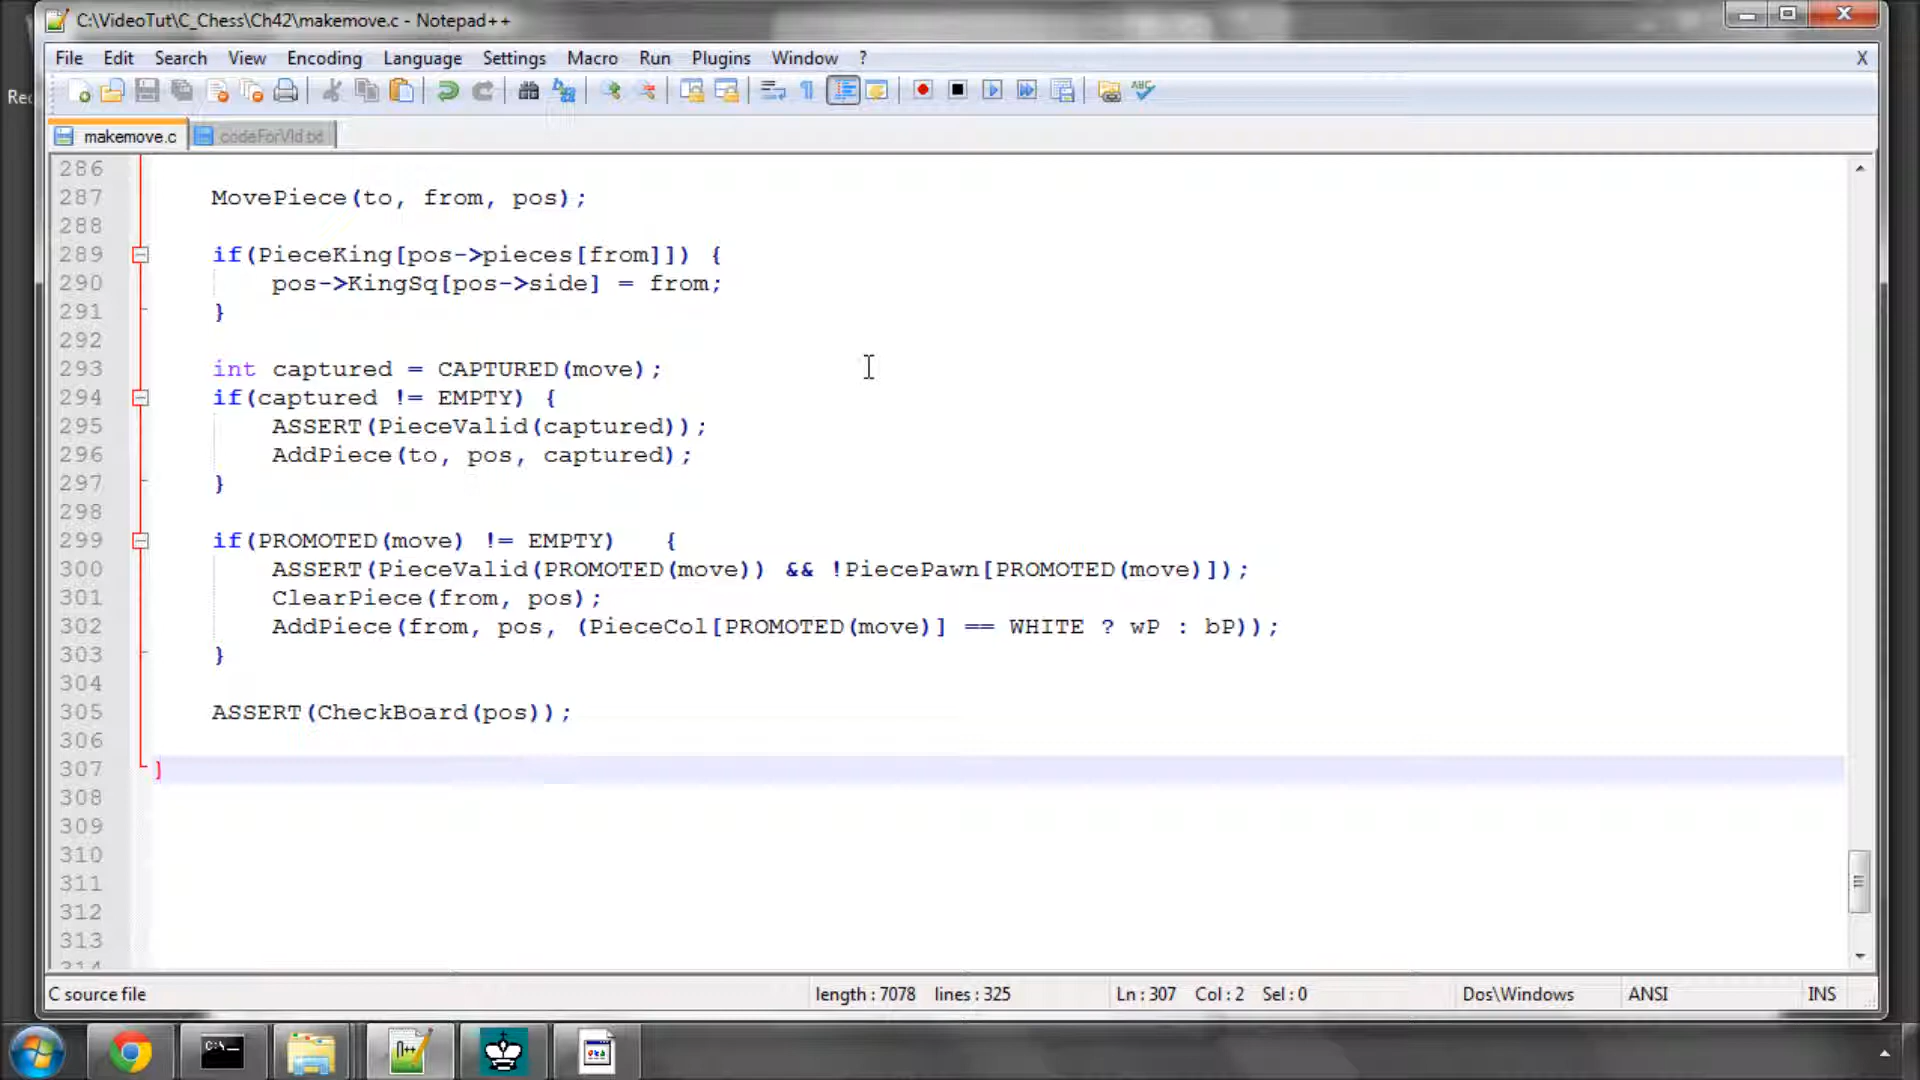 C:\VideoTut\C_Chess\Ch42\makemove.c - Notepad++
File Edit Search View Encoding Language Settings Macro Run Plugins Window ? X
Rec
makemove.c codeForVid.txt
286
287 MovePiece(to, from, pos);
288
289 if(PieceKing[pos->pieces[from]]) {
290 pos->KingSq[pos->side] = from;
291 }
292
293 int captured = CAPTURED(move);
294 if(captured != EMPTY) {
295 ASSERT(PieceValid(captured));
296 AddPiece(to, pos, captured);
297 }
298
299 if(PROMOTED(move) != EMPTY) {
300 ASSERT(PieceValid(PROMOTED(move)) && !PiecePawn[PROMOTED(move)]);
301 ClearPiece(from, pos);
302 AddPiece(from, pos, (PieceCol[PROMOTED(move)] == WHITE ? wP : bP));
303 }
304
305 ASSERT(CheckBoard(pos));
306
307 }
308
309
310
311
312
313
314
C source file length : 7078 lines : 325 Ln : 307 Col : 2 Sel : 0 Dos\Windows ANSI INS
C:\